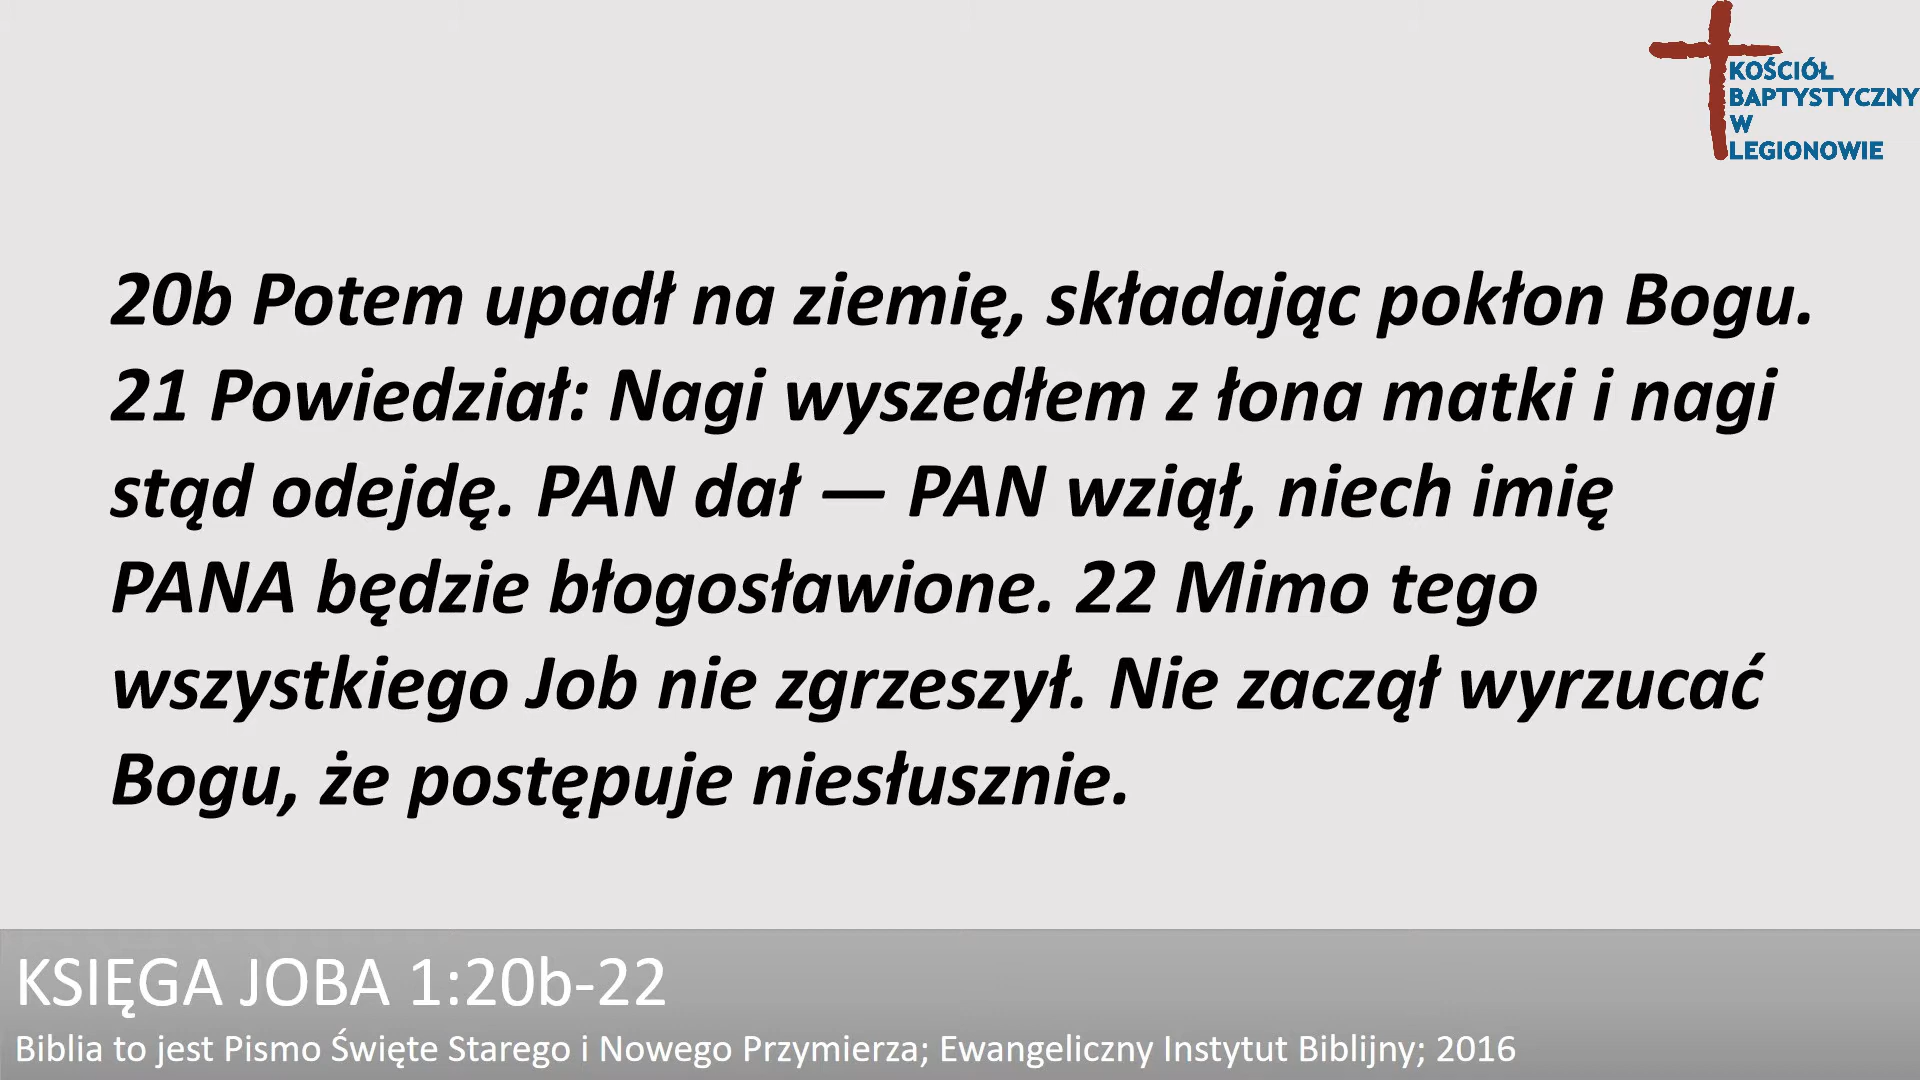 KOŚCIÓŁ
BAPTYSTYCZNY
W
LEGIONOWIE
20b Potem upadł na ziemię, składając pokłon Bogu.
21 Powiedział: Nagi wyszedłem z łona matki i nagi
stąd odejdę. PAN dał — PAN wziął, niech imię
PANA będzie błogosławione. 22 Mimo tego
wszystkiego Job nie zgrzeszył. Nie zaczął wyrzucać
Bogu, że postępuje niesłusznie.
KSIĘGA JOBA 1:20b-22
Biblia to jest Pismo Święte Starego i Nowego Przymierza; Ewangeliczny Instytut Biblijny; 2016